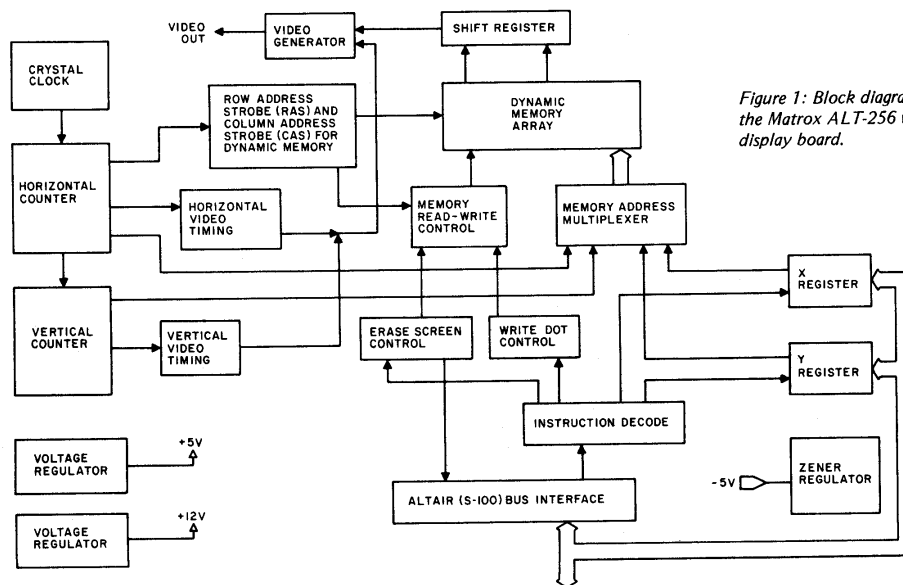 VIDEO
OUT
VIDEO
GENERATOR
SHIFT REGISTER
CRYSTAL
CLOCK
ROW ADDRESS
STROBE (RAS) AND
COLUMN ADDRESS
STROBE (CAS) FOR
DYNAMIC MEMORY
DYNAMIC
MEMORY
ARRAY
Figure 1: Block diagra
the Matrox ALT-256
display board.
HORIZONTAL
COUNTER
HORIZONTAL
VIDEO
TIMING
MEMORY
READ-WRITE
CONTROL
MEMORY ADDRESS
MULTIPLEXER
X
REGISTER
VERTICAL
COUNTER
VERTICAL
VIDEO
TIMING
ERASE SCREEN
CONTROL
WRITE DOT
CONTROL
Y
REGISTER
INSTRUCTION DECODE
VOLTAGE
REGULATOR
+5V
ALTAIR (S-100) BUS INTERFACE
-5V
ZENER
REGULATOR
VOLTAGE
REGULATOR
+12V